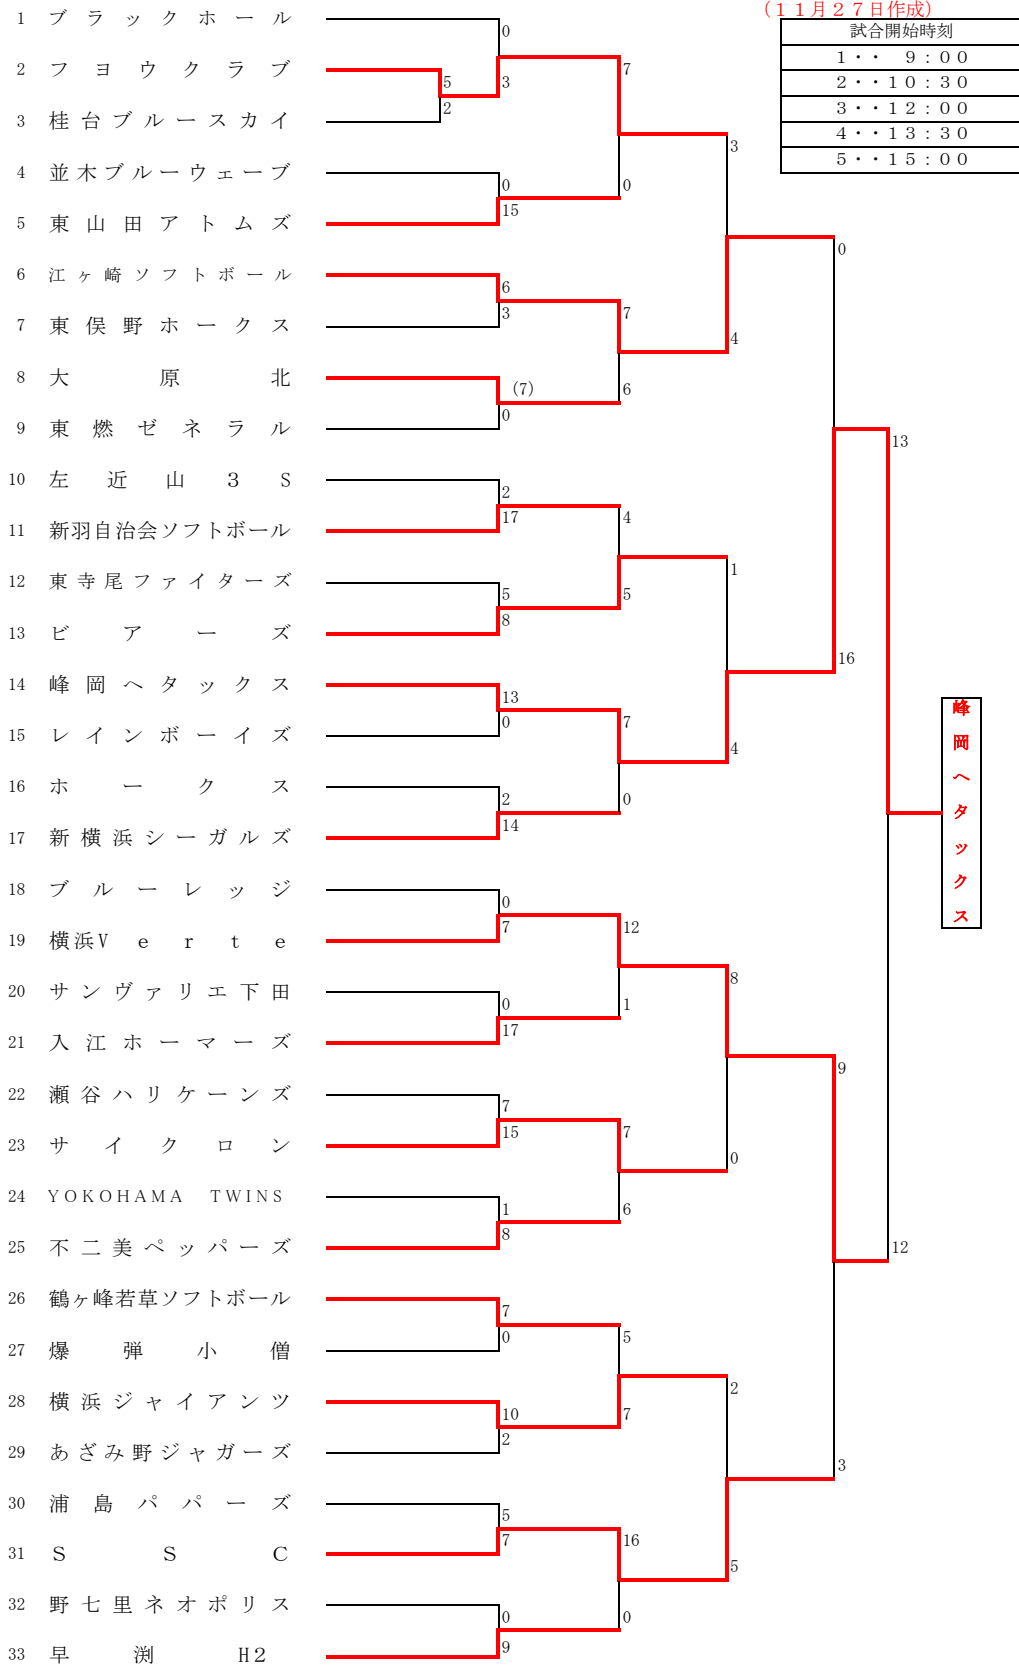 (11月27日作成)
試合開始時刻
1・・ 9:00
2・・10:30
3・・12:00
4・・13:30
5・・15:00
1 ブラックホール
2 フヨウクラブ
3 桂台ブルースカイ
4 並木ブルーウェーブ
5 東山田アトムズ
6 江ヶ崎ソフトボール
7 東俣野ホークス
8 大原北
9 東燃ゼネラル
10 左近山3S
11 新羽自治会ソフトボール
12 東寺尾ファイターズ
13 ビアーズ
14 峰岡ヘタックス
15 レインボーイズ
16 ホークス
17 新横浜シーガルズ
18 ブルーレッジ
19 横浜Verte
20 サンヴァリエ下田
21 入江ホーマーズ
22 瀬谷ハリケーンズ
23 サイクロン
24 YOKOHAMA TWINS
25 不二美ペッパーズ
26 鶴ヶ峰若草ソフトボール
27 爆弾小僧
28 横浜ジャイアンツ
29 あざみ野ジャガーズ
30 浦島パパーズ
31 SSC
32 野七里ネオポリス
33 早渕H2
5
2
0
3
0
15
6
3
(7)
0
2
17
5
8
13
0
2
14
0
7
0
17
7
15
1
8
7
0
10
2
5
7
0
9
7
0
7
6
4
5
7
0
12
1
7
6
5
7
16
0
3
4
1
4
8
0
2
5
0
16
9
3
13
12
峰岡ヘタックス